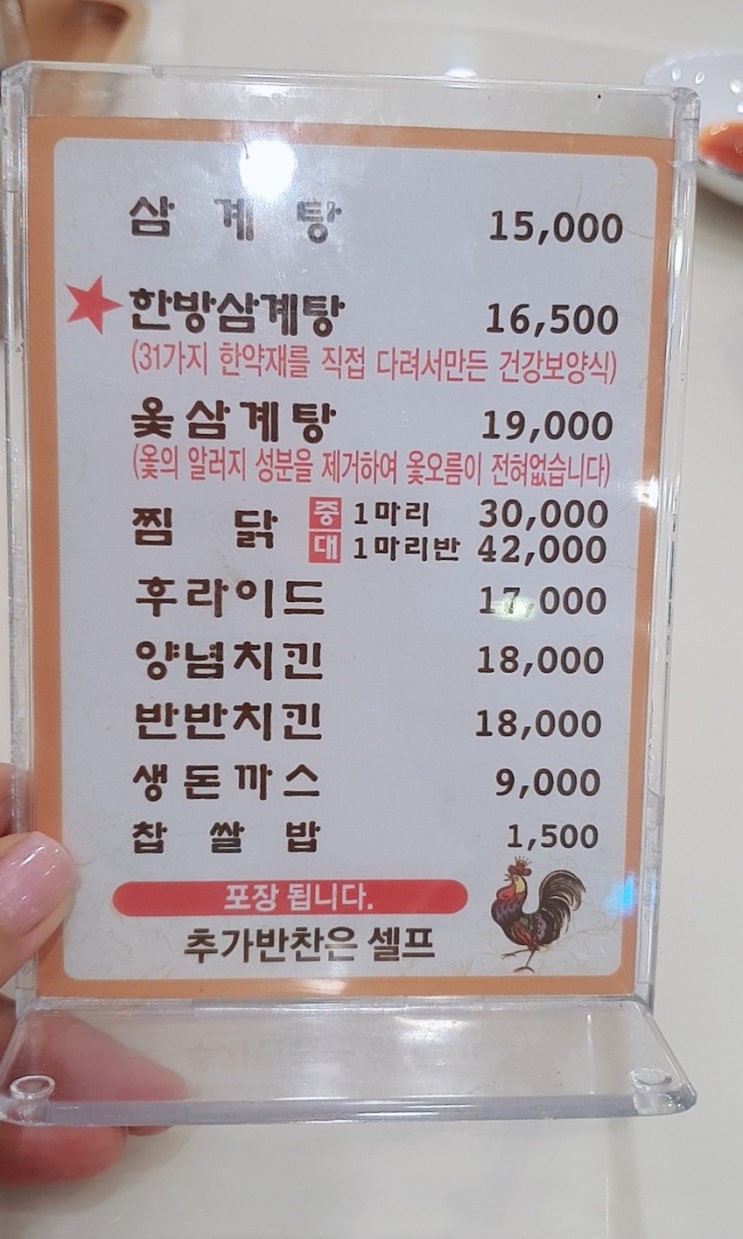 삼계탕 15,000
한방삼계탕 16,500
(31가지 한약재를 직접 다려서만든 건강보양식)
옻삼계탕 19,000
(옻의 알러지 성분을 제거하여 옻오름이 전혀없습니다)
찜닭 중 1마리 30,000
대 1마리반 42,000
후라이드 17,000
양념치킨 18,000
반반치킨 18,000
생돈까스 9,000
찹쌀밥 1,500
포장 됩니다.
추가반찬은 셀프